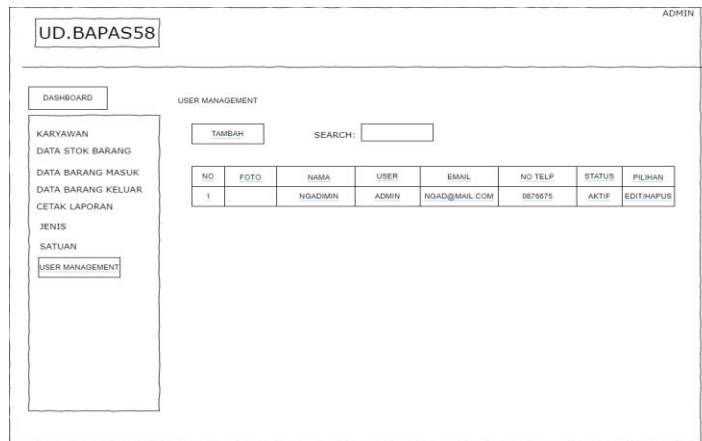 ADMIN
UD.BAPAS58
DASHBOARD
USER MANAGEMENT
KARYAWAN
DATA STOK BARANG
DATA BARANG MASUK
DATA BARANG KELUAR
CETAK LAPORAN
JENIS
SATUAN
USER MANAGEMENT
TAMBAH SEARCH:
NO FOTO NAMA USER EMAIL NO TELP STATUS PILIHAN
1 NGADIMIN ADMIN NGAD@MAIL.COM 0876675 AKTIF EDIT/HAPUS